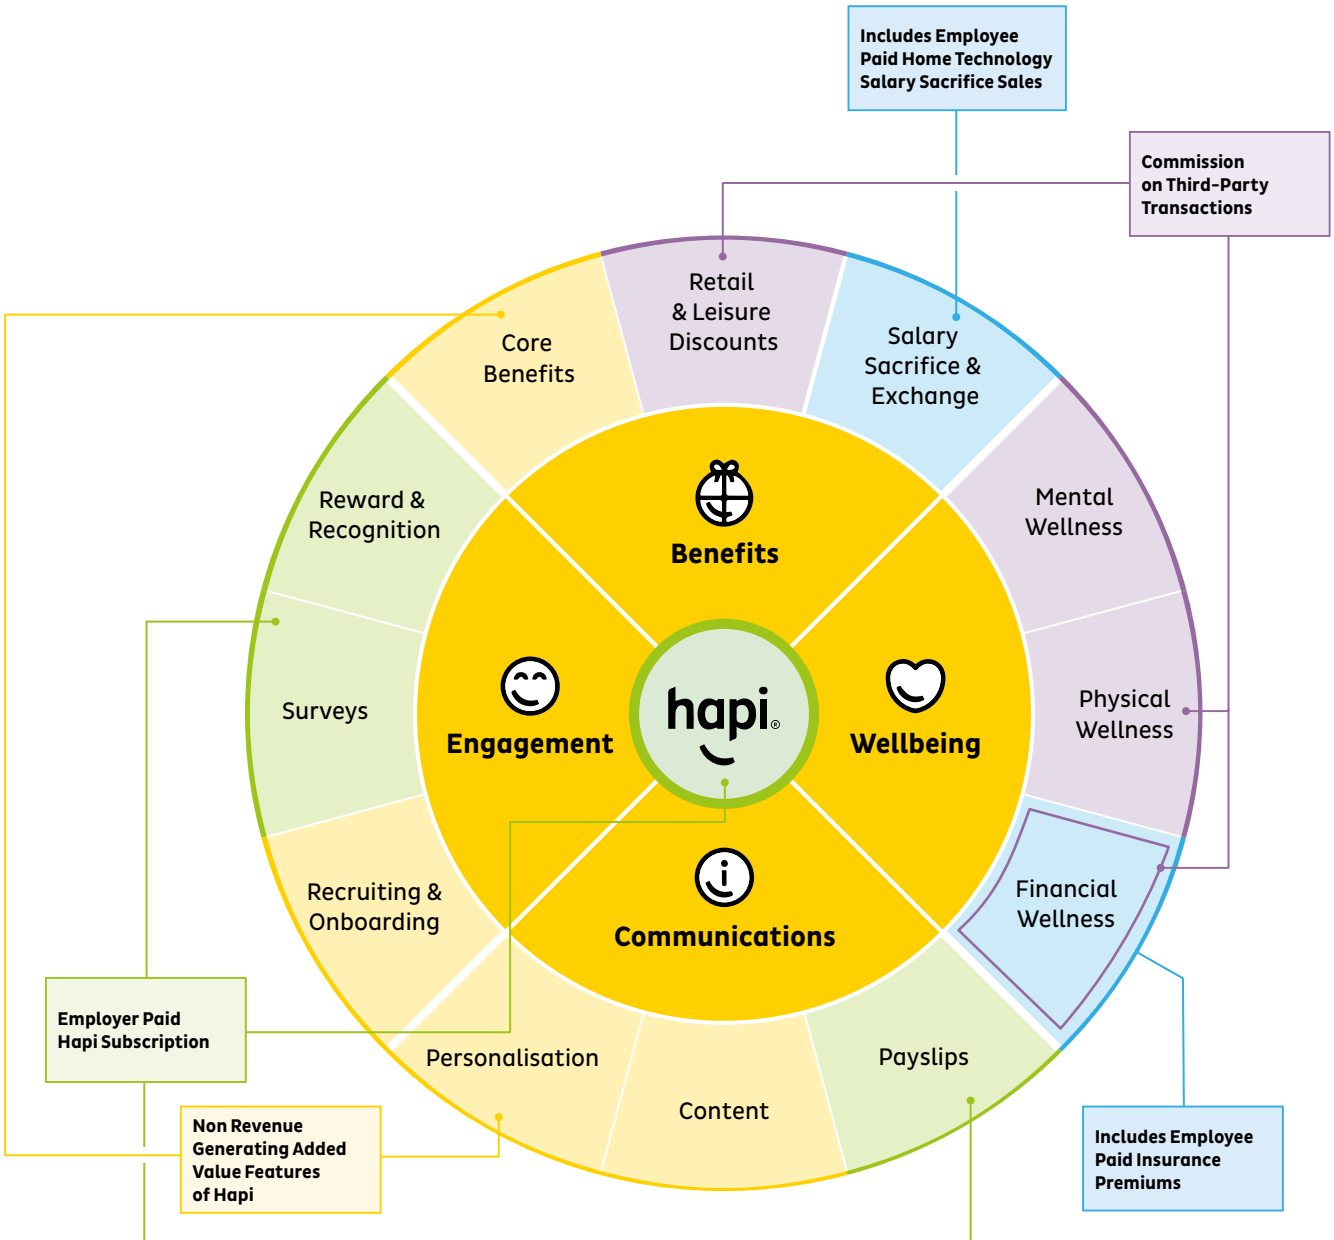 Includes Employee
Paid Home Technology
Salary Sacrifice Sales
Commission
on Third-Party
Transactions
Retail
& Leisure
Discounts
Core
Benefits
Salary
Sacrifice &
Exchange
Reward &
Recognition
Mental
Wellness
Benefits
Surveys
Engagement
hapi®
Wellbeing
Physical
Wellness
Recruiting &
Onboarding
Communications
Financial
Wellness
Employer Paid
Hapi Subscription
Personalisation
Content
Payslips
Non Revenue
Generating Added
Value Features
of Hapi
Includes Employee
Paid Insurance
Premiums